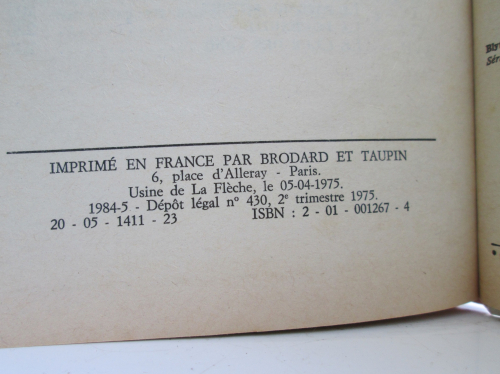 IMPRIMÉ EN FRANCE PAR BRODARD ET TAUPIN
6, place d'Alleray - Paris.
Usine de La Flèche, le 05-04-1975.
1984-5 - Dépôt légal nº 430, 2e trimestre 1975.
20 - 05 - 1411 - 23 ISBN : 2 - 01 - 001267 - 4